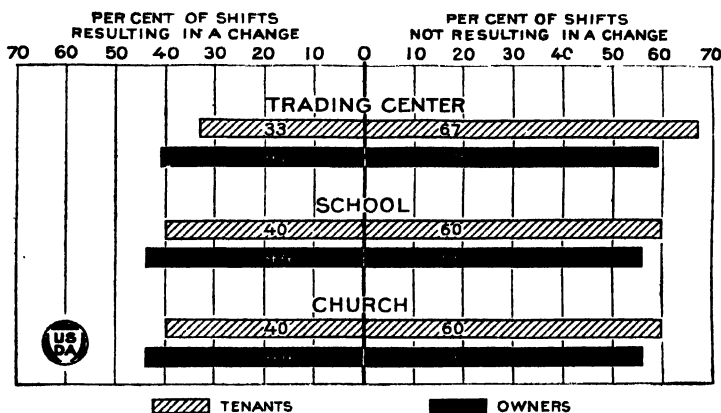 PER CENT OF SHIFTS RESULTING IN A CHANGE
PER CENT OF SHIFTS NOT RESULTING IN A CHANGE
70 60 50 40 30 20 10 0 10 20 30 40 50 60 70
TRADING CENTER
33 67
SCHOOL
40 60
CHURCH
40 60
US
DA
TENANTS OWNERS